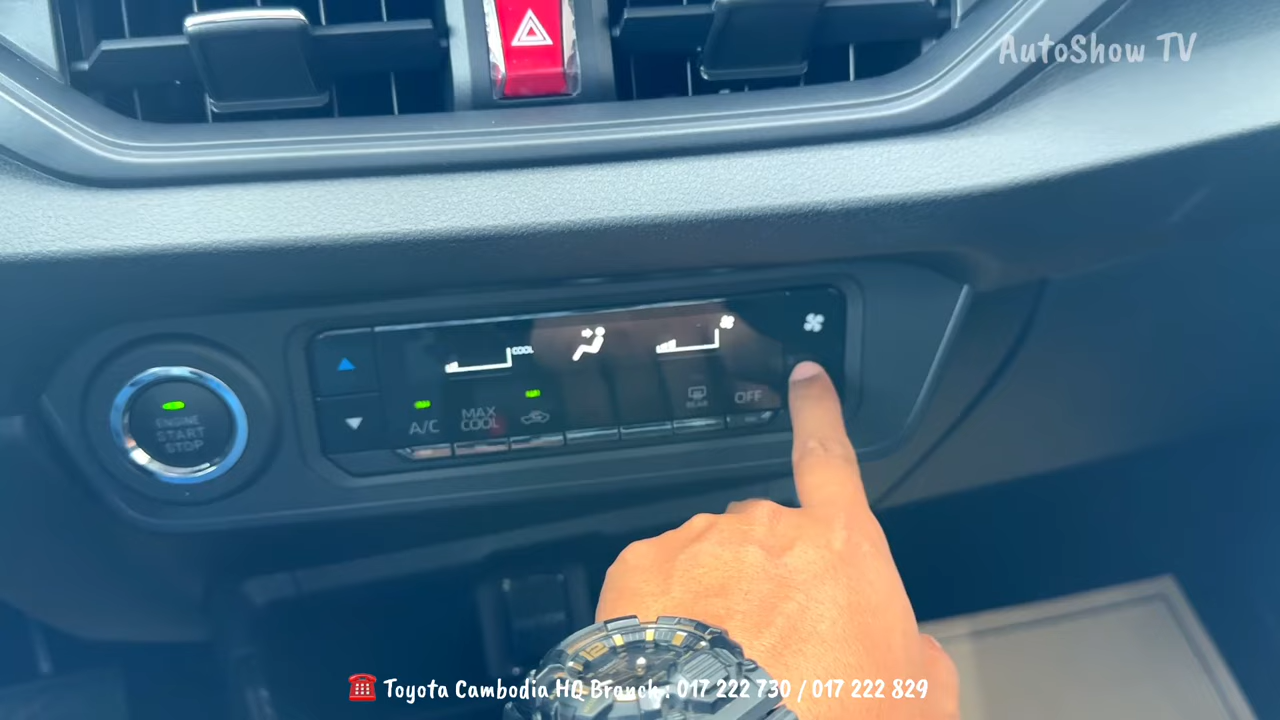 AutoShow TV
COOL
A/C
MAX
COOL
REAR
OFF
ENGINE
START
STOP
12
Toyota Cambodia HQ Branch : 017 222 730 / 017 222 829